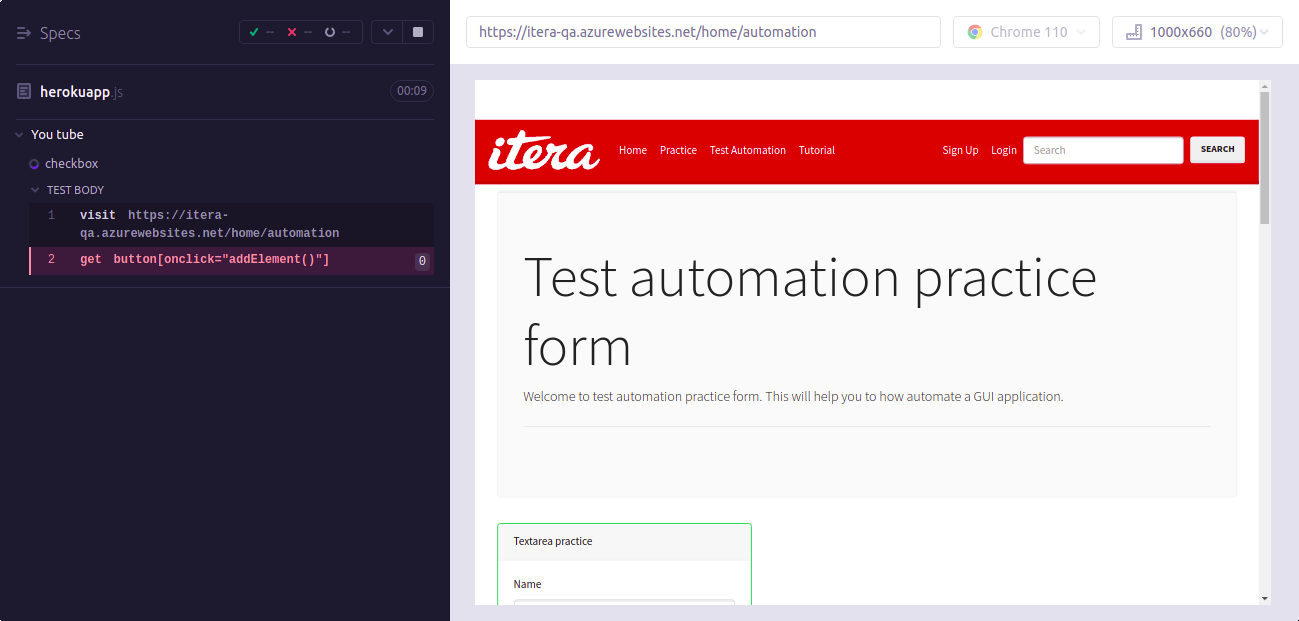 Specs
✓ -- ✕ -- --
https://itera-qa.azurewebsites.net/home/automation
Chrome 110
1000x660 (80%)
herokuapp.js
00:09
You tube
checkbox
TEST BODY
1 visit https://itera-
qa.azurewebsites.net/home/automation
2 get button[onclick="addElement()"] 0
itera
Home Practice Test Automation Tutorial
Sign Up Login Search SEARCH
Test automation practice
form
Welcome to test automation practice form. This will help you to how automate a GUI application.
Textarea practice
Name